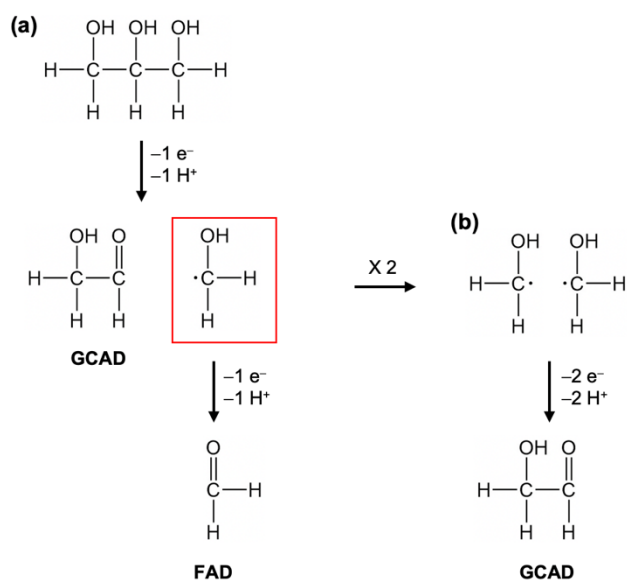 (a)
OH OH OH
H C C C H
H H H
–1 e⁻
–1 H⁺
OH O
H C C
H H
GCAD
OH
·C H
H
X 2
(b)
OH OH
H C· ·C H
H H
–1 e⁻
–1 H⁺
O
C H
H
FAD
–2 e⁻
–2 H⁺
OH O
H C C
H H
GCAD